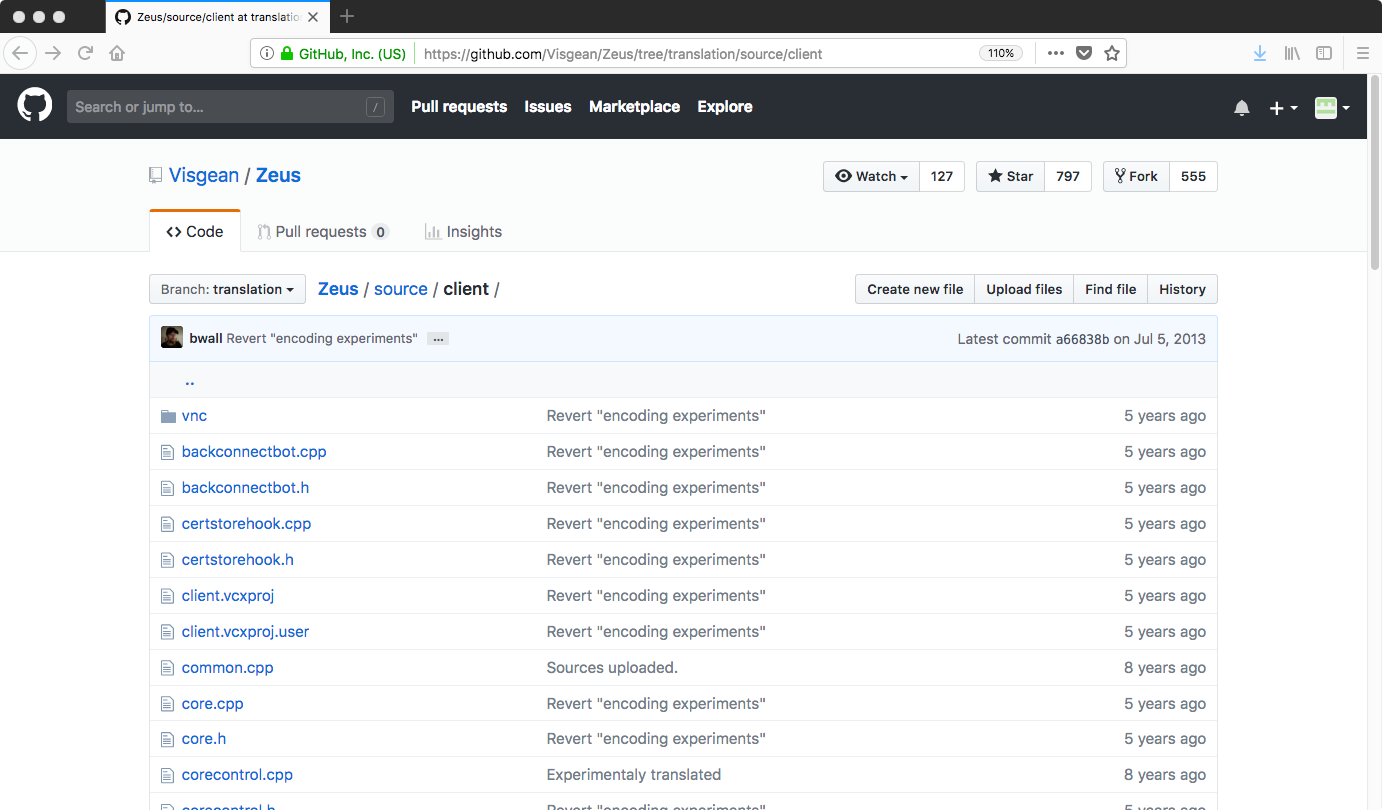 Zeus/source/client at translatio
GitHub, Inc. (US) https://github.com/Visgean/Zeus/tree/translation/source/client 110%
Search or jump to... / Pull requests Issues Marketplace Explore
Visgean / Zeus Watch 127 Star 797 Fork 555
Code Pull requests 0 Insights
Branch: translation Zeus / source / client / Create new file Upload files Find file History
bwall Revert "encoding experiments" ... Latest commit a66838b on Jul 5, 2013
..
vnc Revert "encoding experiments" 5 years ago
backconnectbot.cpp Revert "encoding experiments" 5 years ago
backconnectbot.h Revert "encoding experiments" 5 years ago
certstorehook.cpp Revert "encoding experiments" 5 years ago
certstorehook.h Revert "encoding experiments" 5 years ago
client.vcxproj Revert "encoding experiments" 5 years ago
client.vcxproj.user Revert "encoding experiments" 5 years ago
common.cpp Sources uploaded. 8 years ago
core.cpp Revert "encoding experiments" 5 years ago
core.h Revert "encoding experiments" 5 years ago
corecontrol.cpp Experimentaly translated 8 years ago
corecontrol.h Revert "encoding experiments" 5 years ago